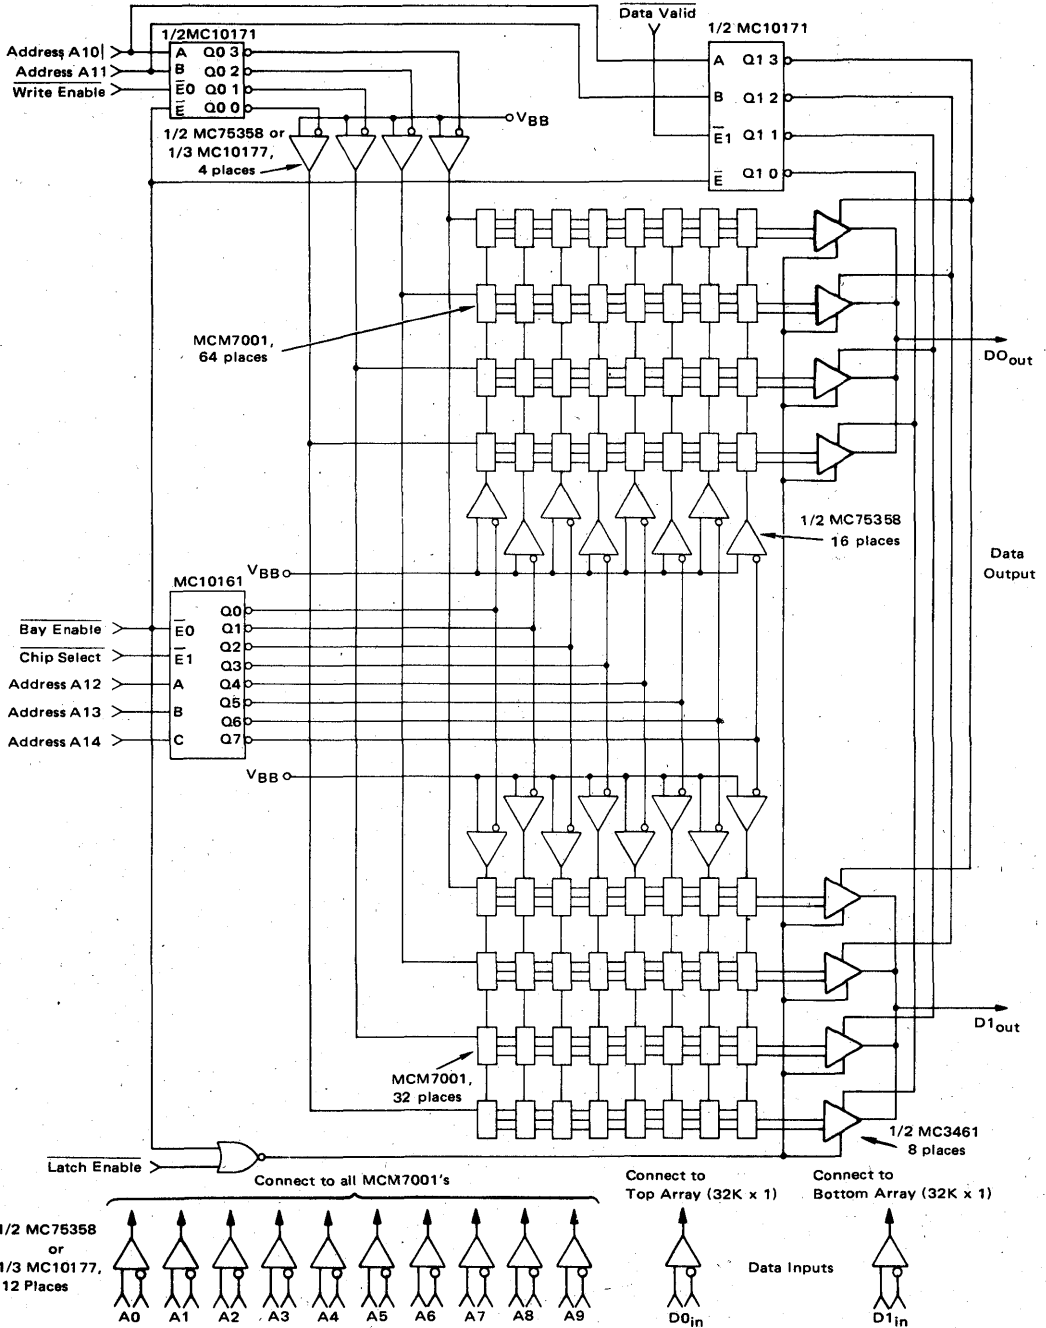 Data Valid
1/2MC10171
1/2 MC10171
Address A10
Address A11
Write Enable
A Q0 3
B Q0 2
E0 Q0 1
E Q0 0
A Q1 3
B Q1 2
E1 Q1 1
E Q1 0
VBB
1/2 MC75358 or
1/3 MC10177,
4 places
MCM7001,
64 places
D0out
1/2 MC75358
16 places
Data
Output
VBB
MC10161
Bay Enable
Chip Select
Address A12
Address A13
Address A14
E0
E1
A
B
C
Q0
Q1
Q2
Q3
Q4
Q5
Q6
Q7
VBB
D1out
MCM7001,
32 places
1/2 MC3461
8 places
Latch Enable
Connect to all MCM7001's
Connect to
Top Array (32K x 1)
Connect to
Bottom Array (32K x 1)
1/2 MC75358
or
1/3 MC10177,
12 Places
Data Inputs
A0 A1 A2 A3 A4 A5 A6 A7 A8 A9 D0in D1in